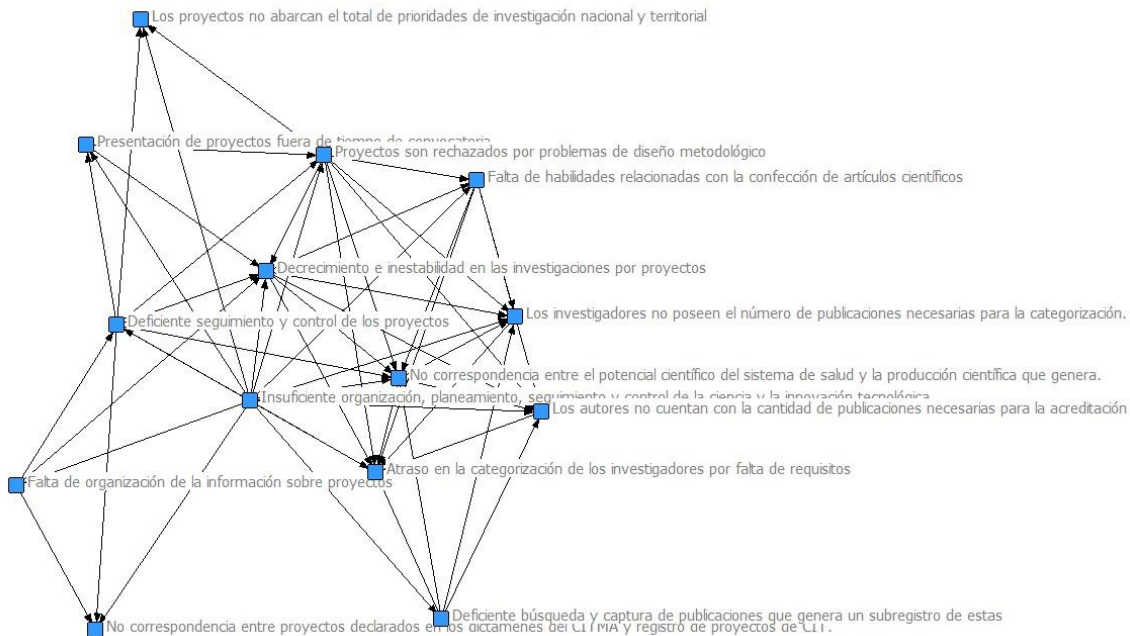 Los proyectos no abarcan el total de prioridades de investigación nacional y territorial
Presentación de proyectos fuera de tiempo de convocatoria
Proyectos son rechazados por problemas de diseño metodológico
Falta de habilidades relacionadas con la confección de artículos científicos
Decrecimiento e inestabilidad en las investigaciones por proyectos
Los investigadores no poseen el número de publicaciones necesarias para la categorización.
Deficiente seguimiento y control de los proyectos
No correspondencia entre el potencial científico del sistema de salud y la producción científica que genera.
Insuficiente organización, planeamiento, seguimiento y control de la ciencia y la innovación tecnológica
Los autores no cuentan con la cantidad de publicaciones necesarias para la acreditación
Atraso en la categorización de los investigadores por falta de requisitos
Falta de organización de la información sobre proyectos
Deficiente búsqueda y captura de publicaciones que genera un subregistro de estas
No correspondencia entre proyectos declarados en los dictámenes del CITMA y registro de proyectos de CIT.